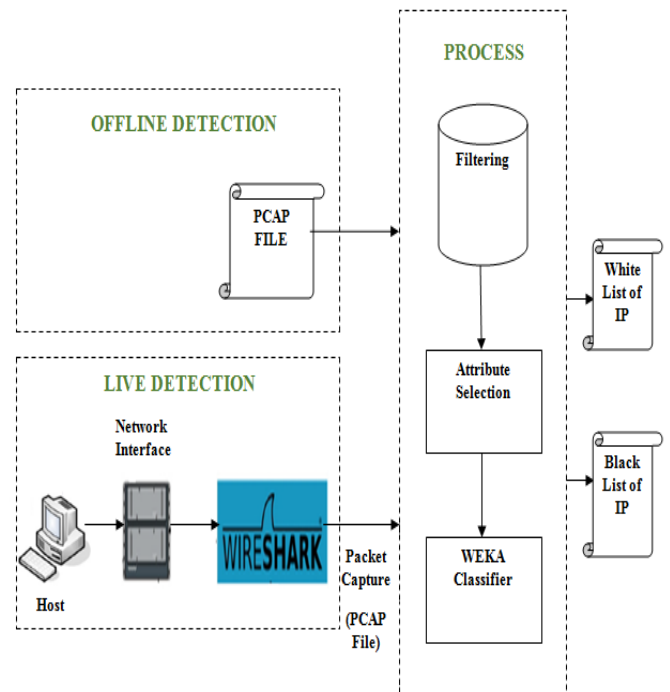 PROCESS
OFFLINE DETECTION
Filtering
PCAP
FILE
White
List of
IP
LIVE DETECTION
Attribute
Selection
Network
Interface
Black
List of
IP
WIRESHARK
Packet
Capture
(PCAP
File)
WEKA
Classifier
Host